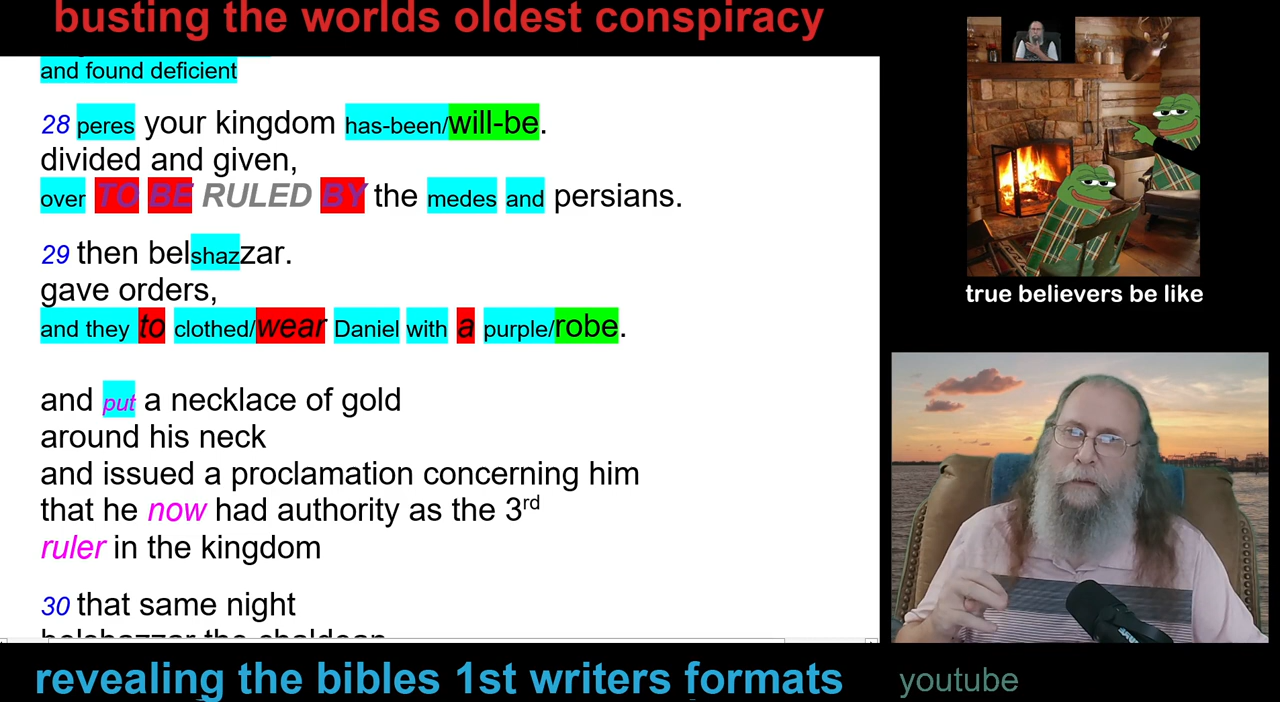 busting the worlds oldest conspiracy
and found deficient
28 peres your kingdom has-been/will-be.
divided and given,
over TO BE RULED BY the medes and persians.
29 then belshazzar.
gave orders,
and they to clothed/wear Daniel with a purple/robe.
and put a necklace of gold
around his neck
and issued a proclamation concerning him
that he now had authority as the 3rd
ruler in the kingdom
30 that same night
belshazzar the chaldean
true believers be like
revealing the bibles 1st writers formats
youtube